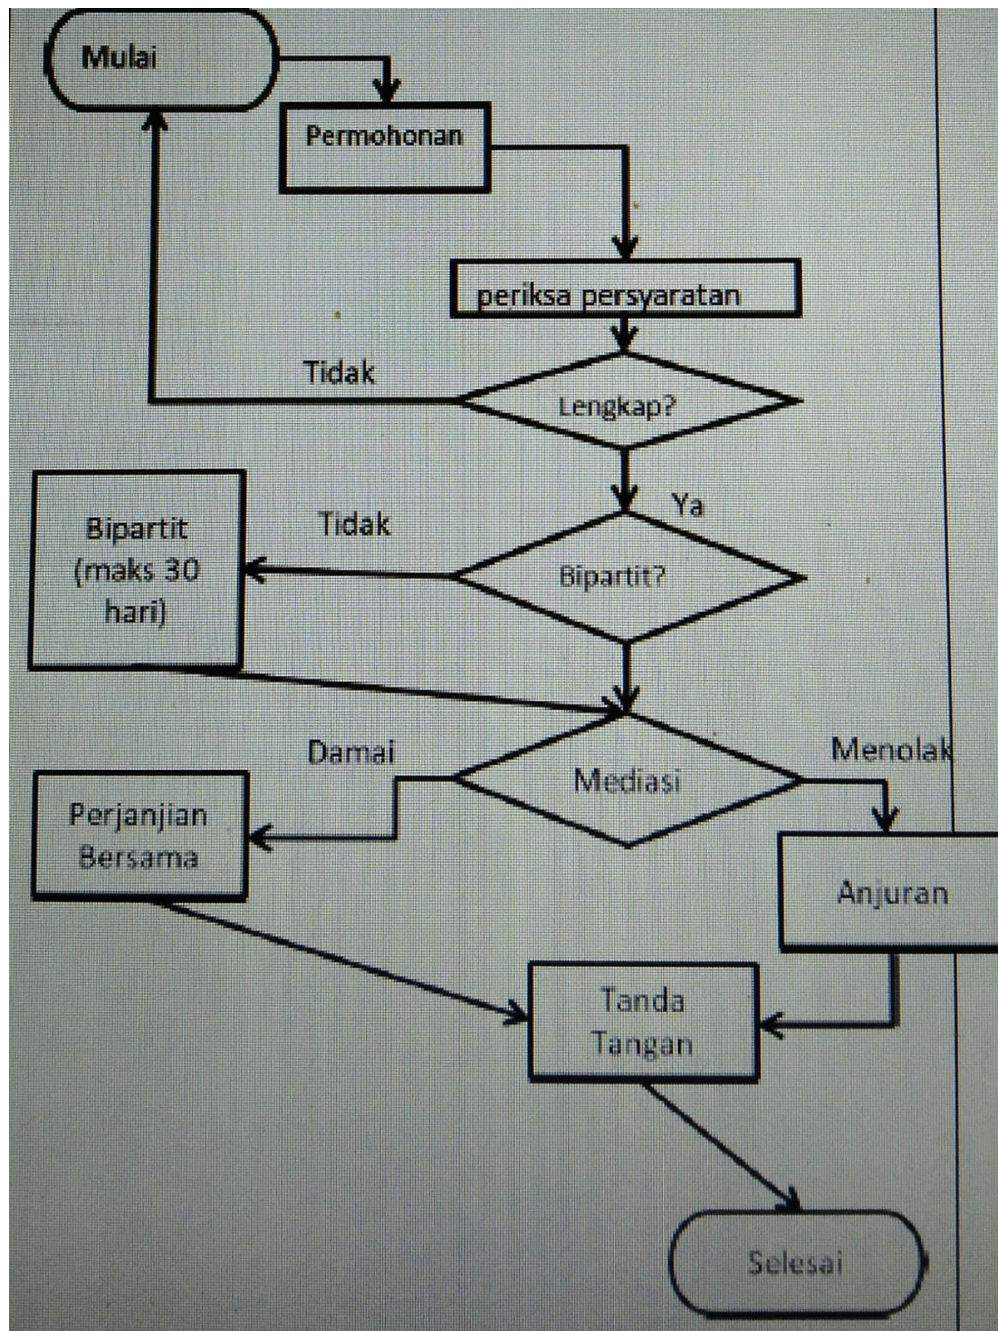 Mulai
Permohonan
periksa persyaratan
Tidak
Lengkap?
Ya
Tidak
Bipartit?
Bipartit
(maks 30
hari)
Damai
Menolak
Mediasi
Perjanjian
Bersama
Anjuran
Tanda
Tangan
Selesai